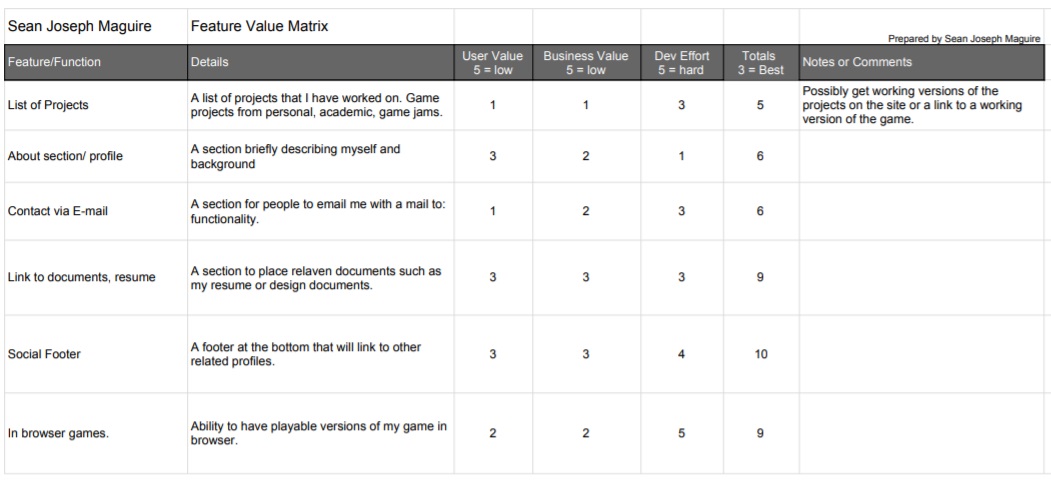 Sean Joseph Maguire Feature Value Matrix
Prepared by Sean Joseph Maguire
Feature/Function Details User Value 5 = low Business Value 5 = low Dev Effort 5 = hard Totals 3 = Best Notes or Comments
List of Projects
A list of projects that I have worked on. Game
projects from personal, academic, game jams.
1 1 3 5
Possibly get working versions of the
projects on the site or a link to a working
version of the game.
About section/ profile
A section briefly describing myself and
background
3 2 1 6
Contact via E-mail
A section for people to email me with a mail to:
functionality.
1 2 3 6
Link to documents, resume
A section to place relaven documents such as
my resume or design documents.
3 3 3 9
Social Footer
A footer at the bottom that will link to other
related profiles.
3 3 4 10
In browser games.
Ability to have playable versions of my game in
browser.
2 2 5 9